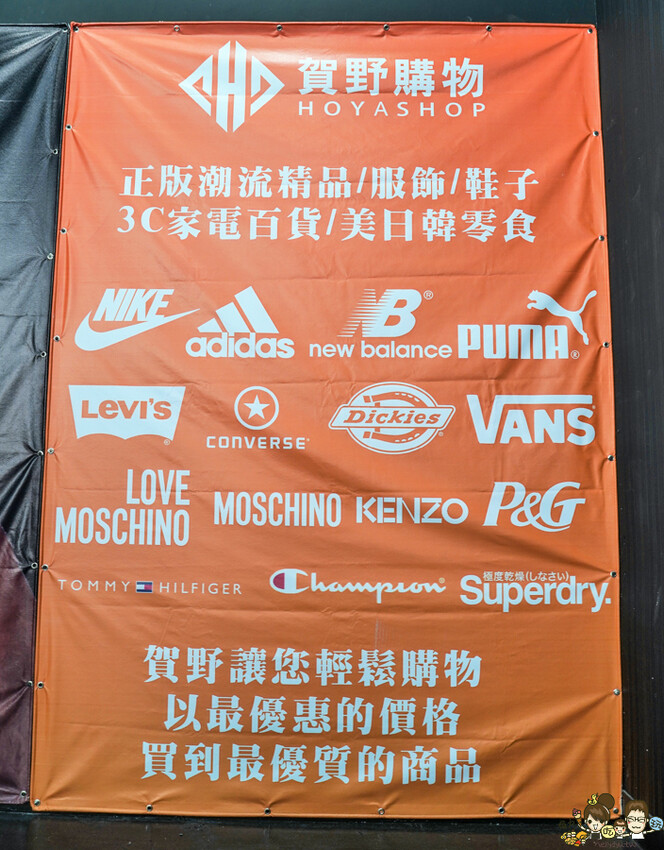 賀野購物
HOYASHOP
正版潮流精品/服飾/鞋子
3C家電百貨/美日韓零食
NIKE adidas NB® new balance PUMA®
LEVI'S® CONVERSE® Dickies® VANS
LOVE MOSCHINO MOSCHINO KENZO P&G
TOMMY HILFIGER Champion® 極度乾燥(しなさい) Superdry.
賀野讓您輕鬆購物
以最優惠的價格
買到最優質的商品